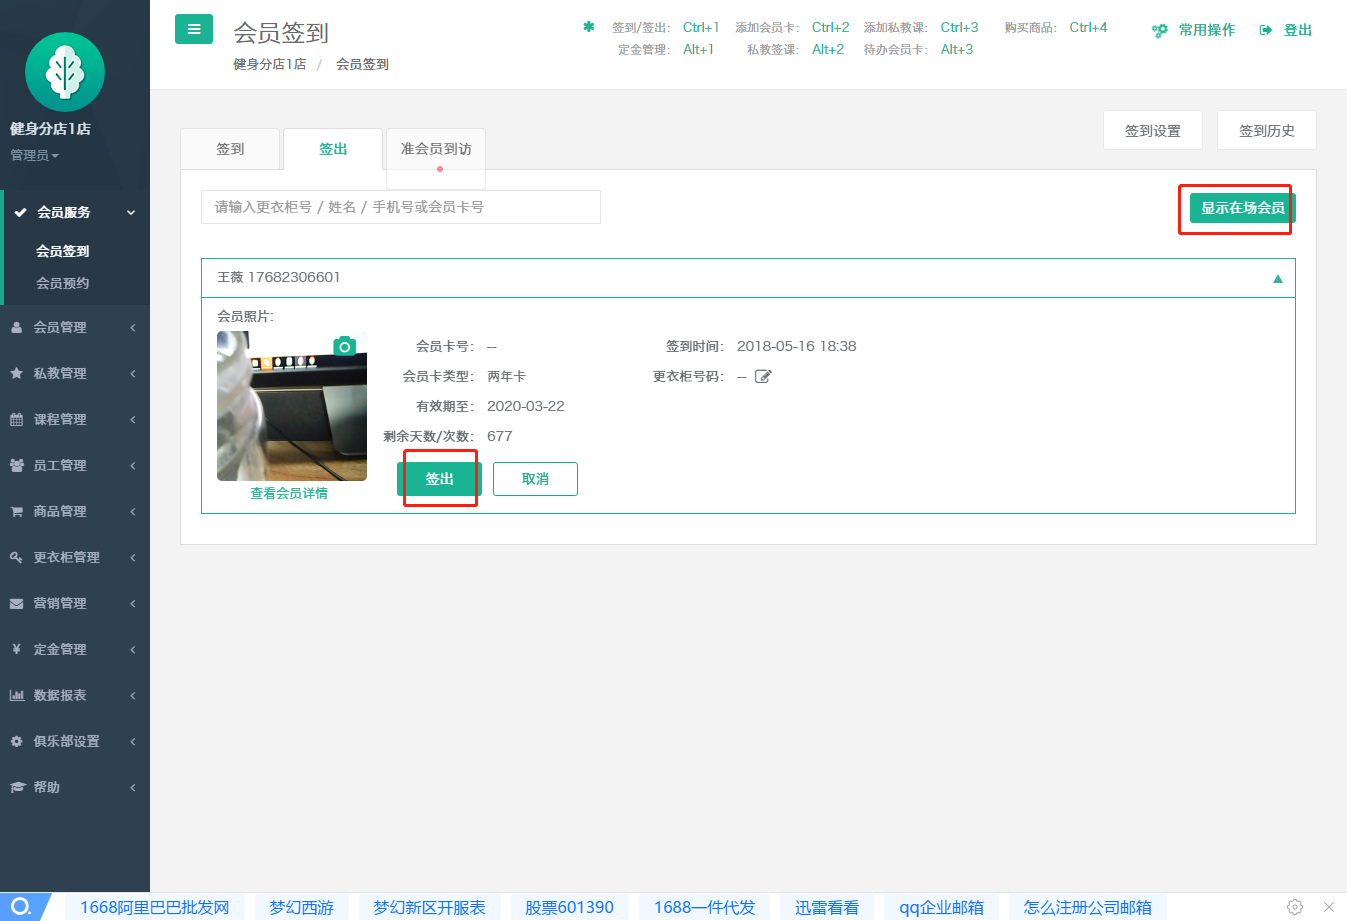 会员签到
健身分店1店 / 会员签到
签到/签出: Ctrl+1 添加会员卡: Ctrl+2 添加私教课: Ctrl+3 购买商品: Ctrl+4
定金管理: Alt+1 私教签课: Alt+2 待办会员卡: Alt+3
常用操作 登出
健身分店1店
管理员
会员服务
会员签到
会员预约
会员管理
私教管理
课程管理
员工管理
商品管理
更衣柜管理
营销管理
定金管理
数据报表
俱乐部设置
帮助
签到 签出 准会员到访
签到设置 签到历史
请输入更衣柜号 / 姓名 / 手机号或会员卡号
显示在场会员
王薇 17682306601
会员照片:
会员卡号: -- 签到时间: 2018-05-16 18:38
会员卡类型: 两年卡 更衣柜号码: --
有效期至: 2020-03-22
剩余天数/次数: 677
签出 取消
查看会员详情
1668阿里巴巴批发网 梦幻西游 梦幻新区开服表 股票601390 1688一件代发 迅雷看看 qq企业邮箱 怎么注册公司邮箱